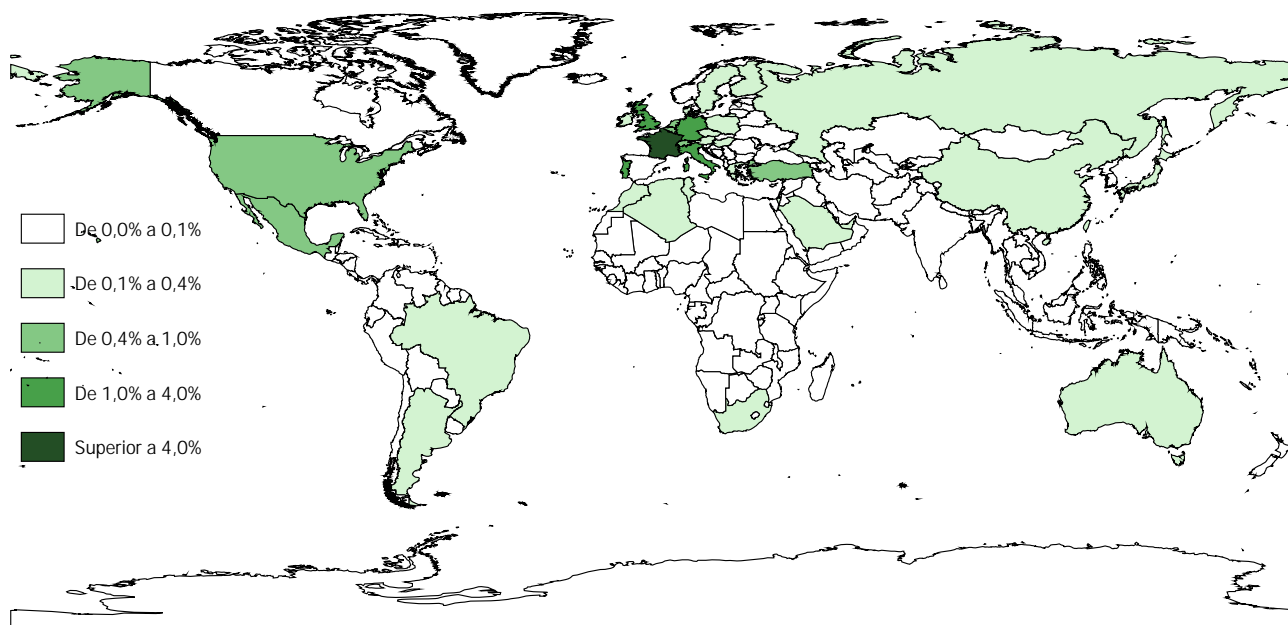 De 0,0% a 0,1%
De 0,1% a 0,4%
De 0,4% a 1,0%
De 1,0% a 4,0%
Superior a 4,0%